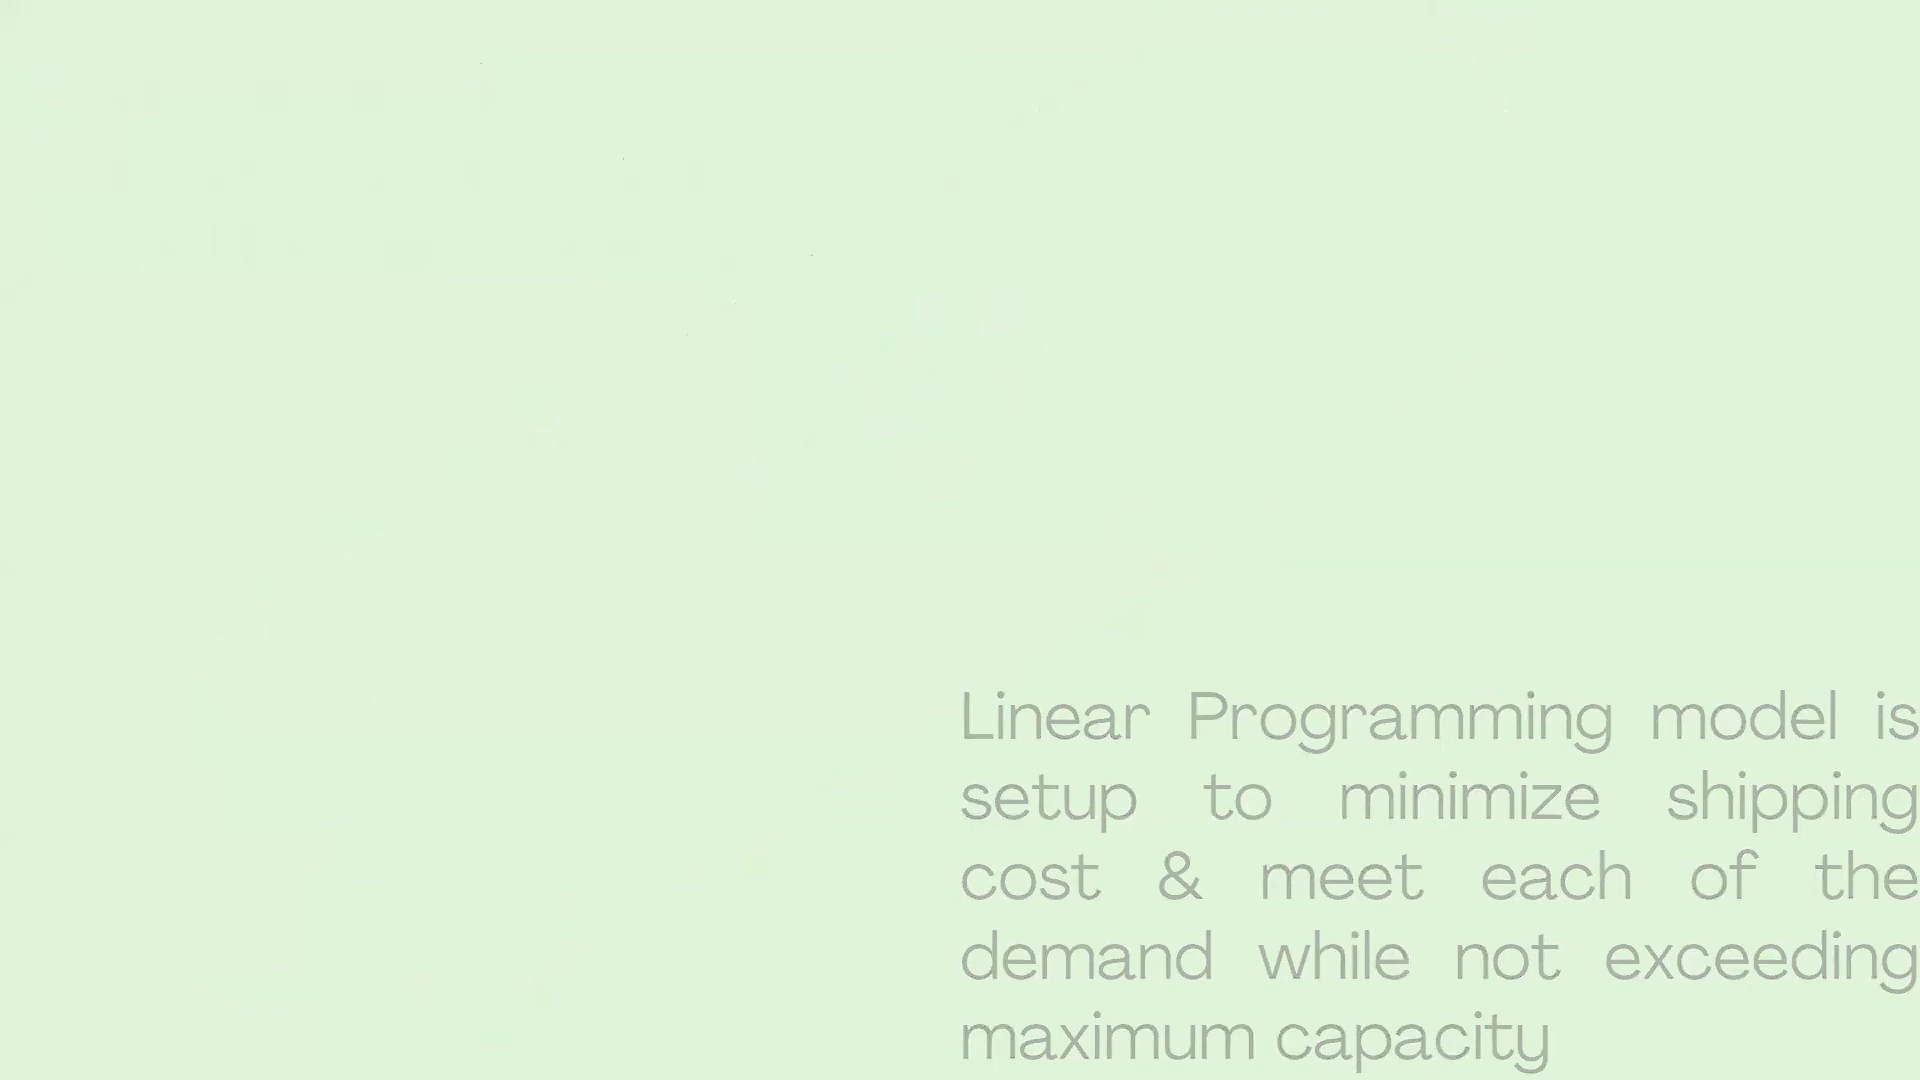 Linear Programming model is
setup to minimize shipping
cost & meet each of the
demand while not exceeding
maximum capacity